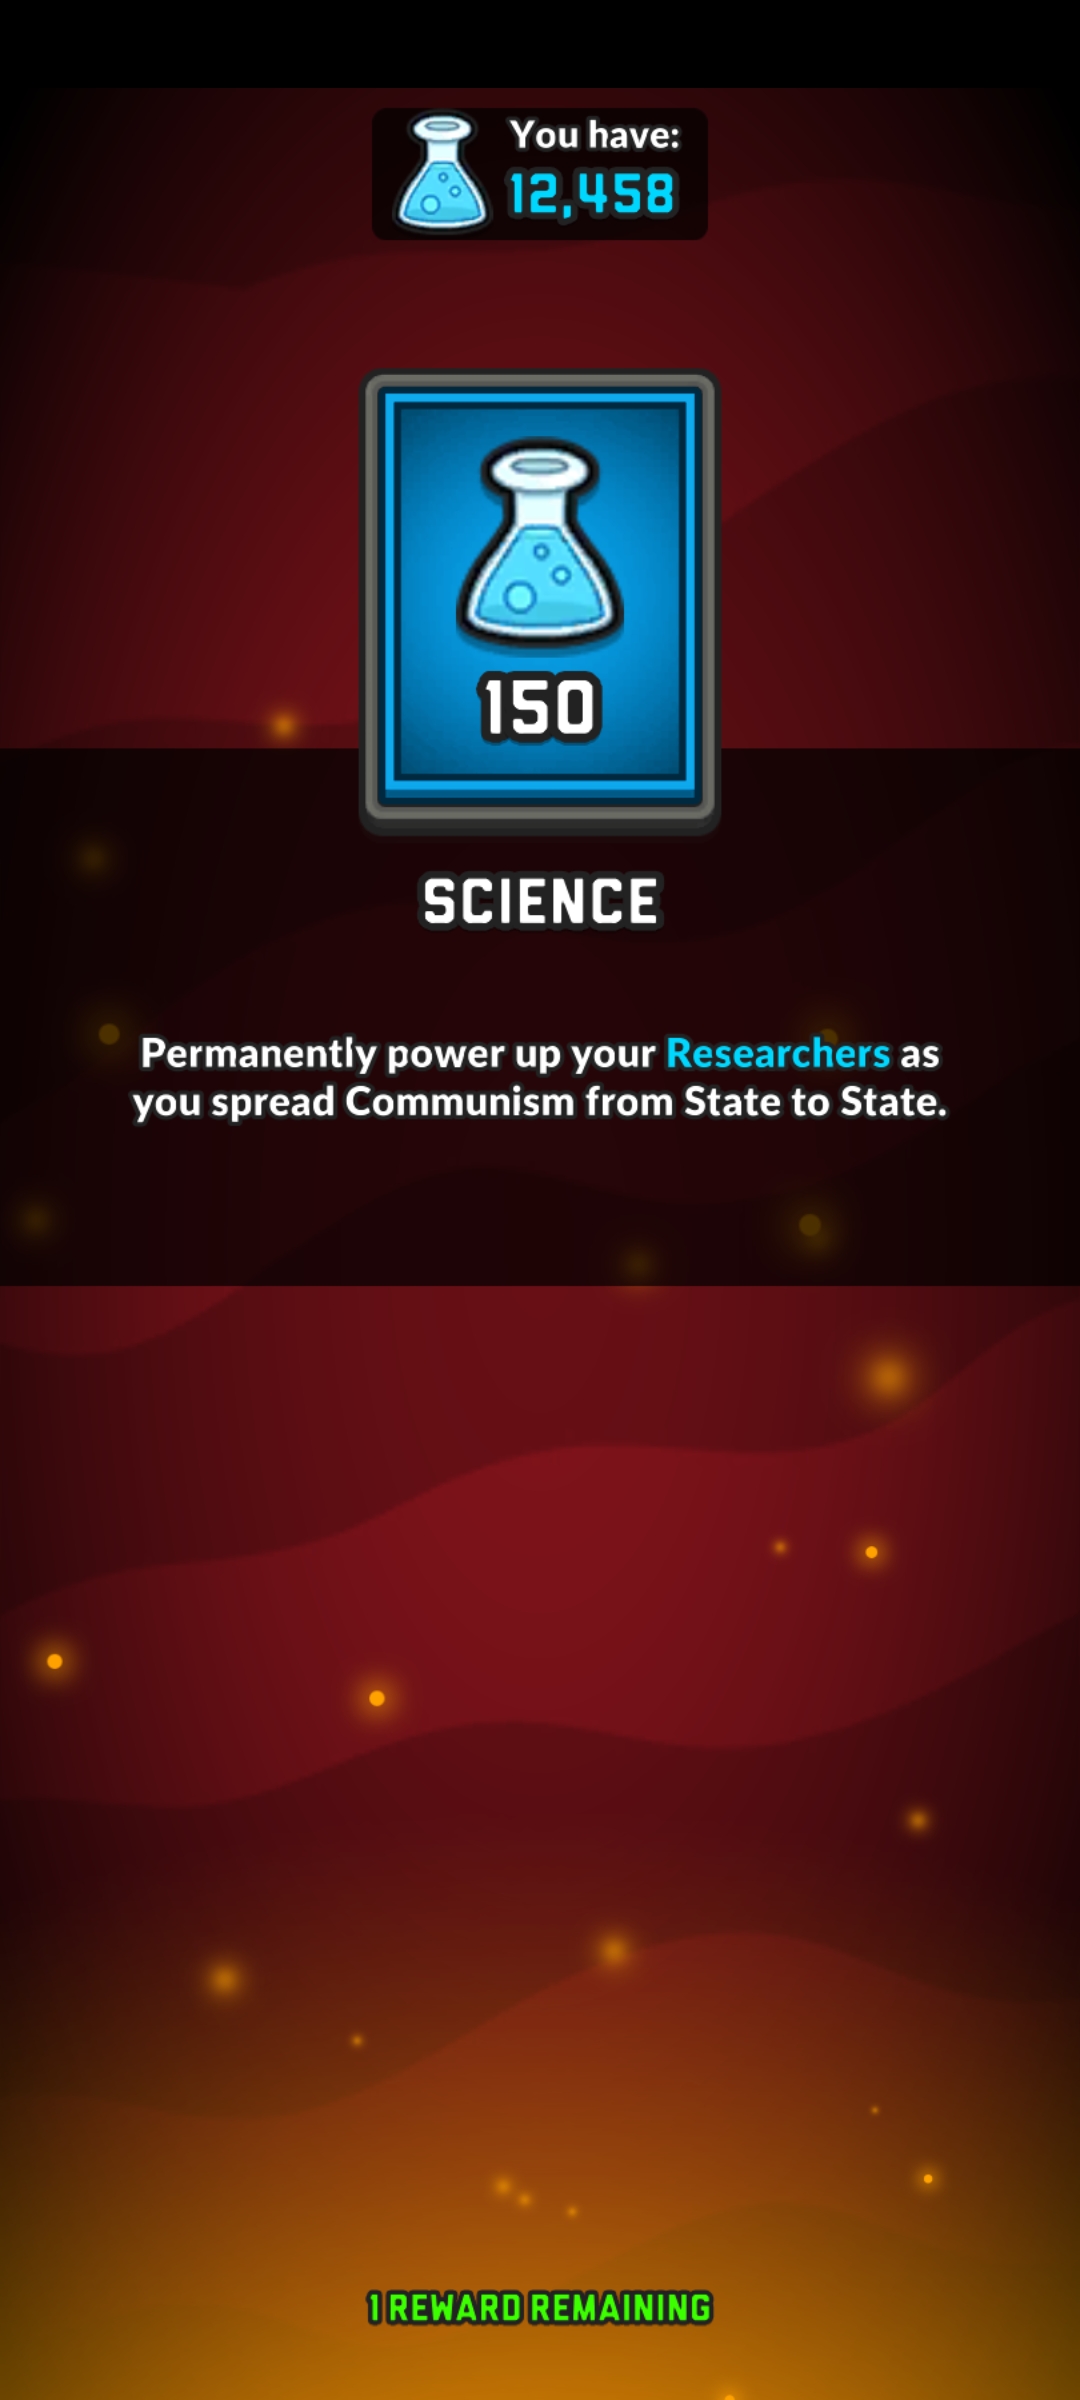 You have:
12,458
150
SCIENCE
Permanently power up your Researchers as
you spread Communism from State to State.
1 REWARD REMAINING